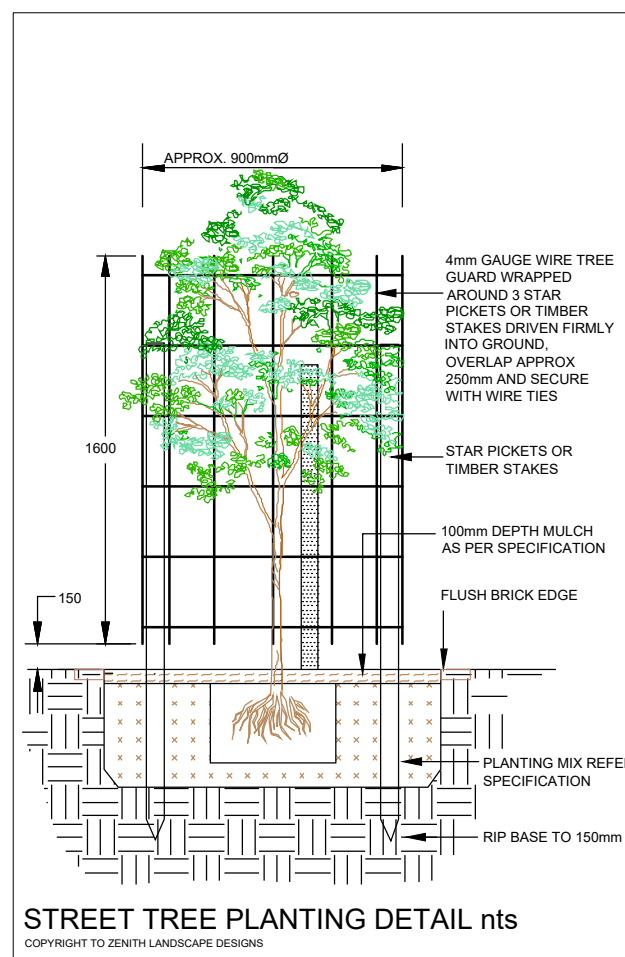 APPROX. 900mmØ
4mm GAUGE WIRE TREE
GUARD WRAPPED
AROUND 3 STAR
PICKETS OR TIMBER
STAKES DRIVEN FIRMLY
INTO GROUND,
OVERLAP APPROX
250mm AND SECURE
WITH WIRE TIES
1600
STAR PICKETS OR
TIMBER STAKES
100mm DEPTH MULCH
AS PER SPECIFICATION
150
FLUSH BRICK EDGE
PLANTING MIX REFE
SPECIFICATION
RIP BASE TO 150mm
STREET TREE PLANTING DETAIL nts
COPYRIGHT TO ZENITH LANDSCAPE DESIGNS